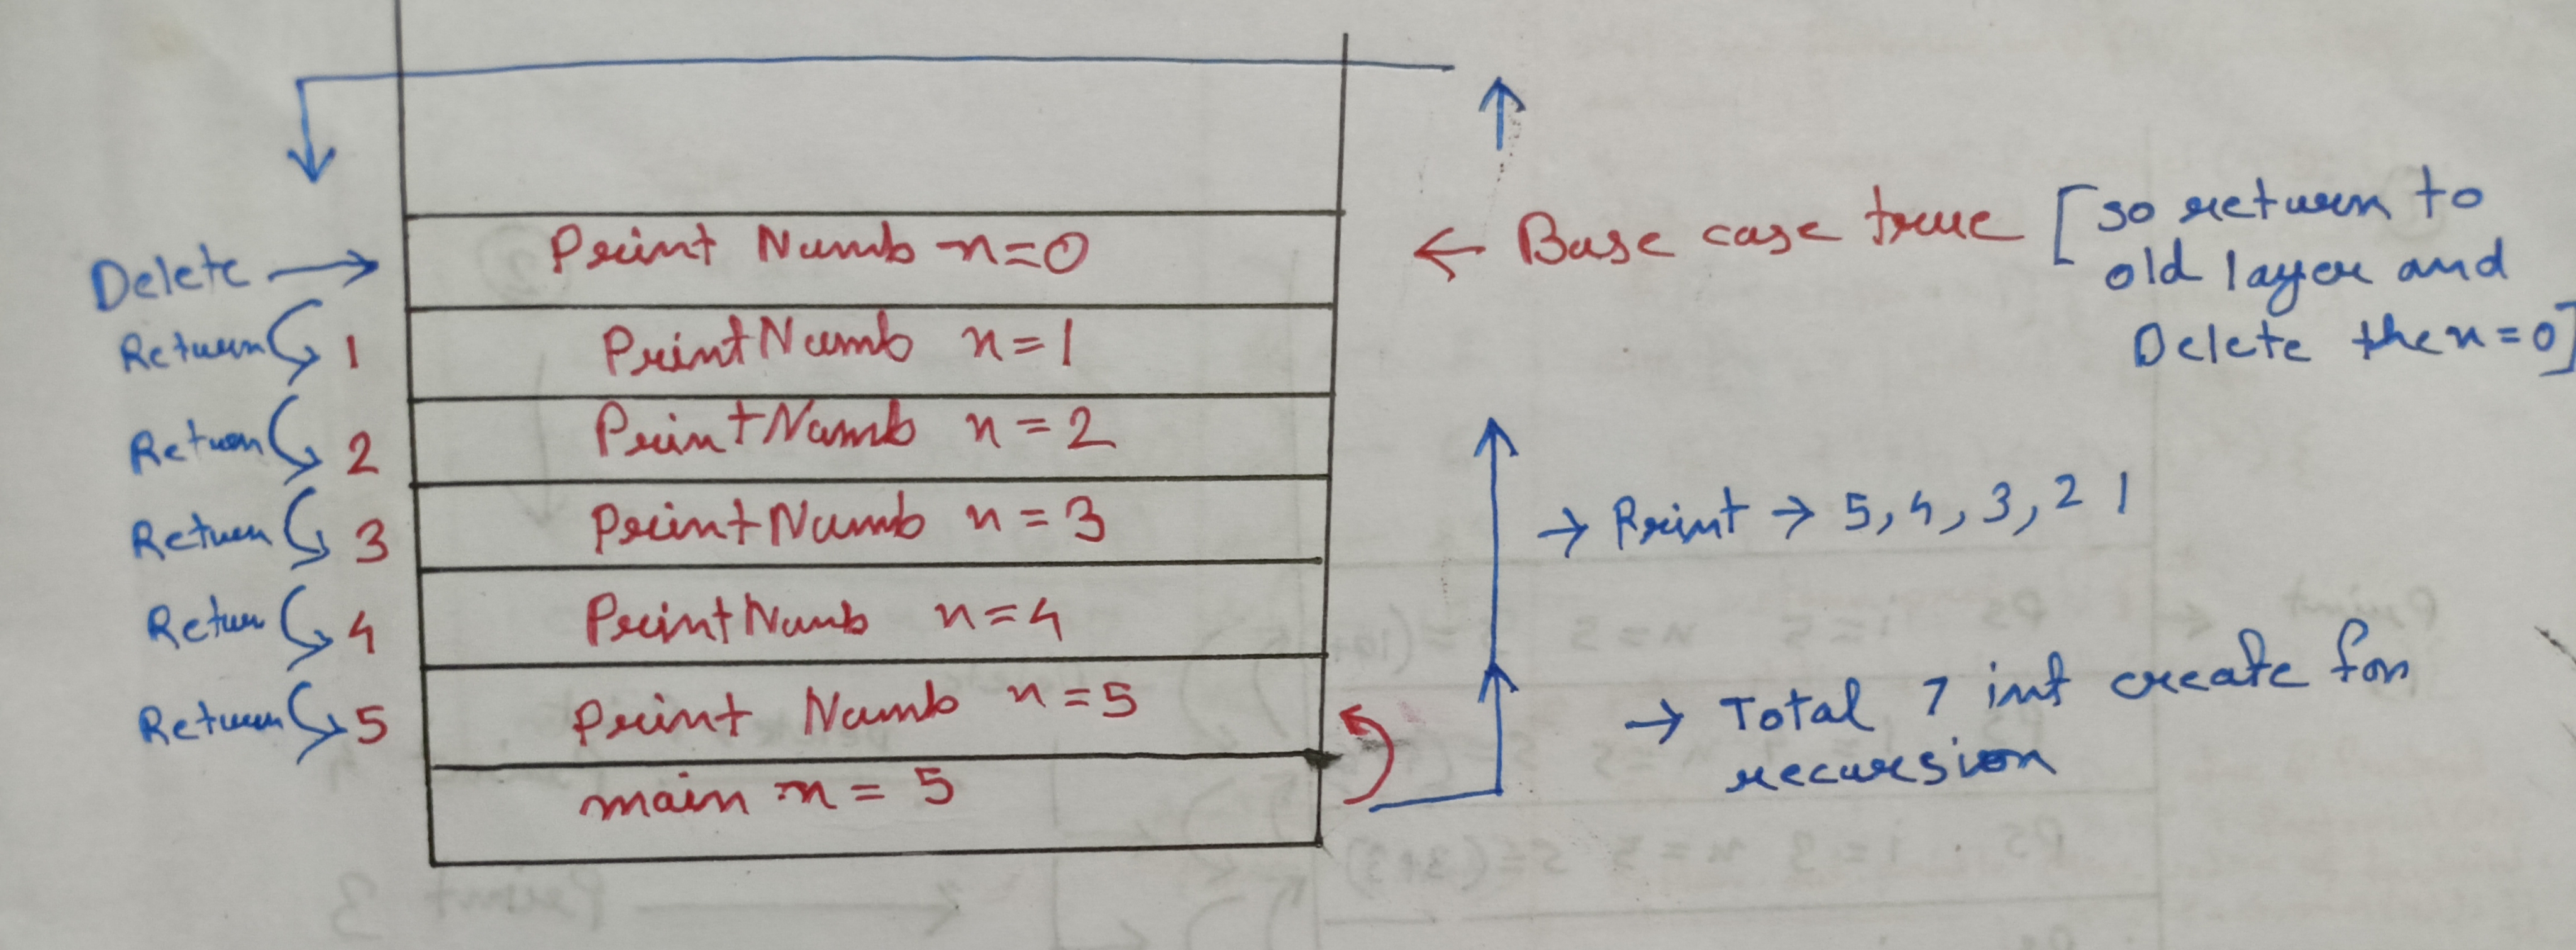 Print Numb n=0
Delete →
← Base case true [so return to
old layer and
Delete the n=0]
Return 1
PrintNumb n=1
Return 2
PrintNumb n=2
Return 3
PrintNumb n=3
→ Print → 5, 4, 3, 2 1
Return 4
PrintNumb n=4
Return 5
Print Numb n=5
→ Total 7 int create for
recursion
main n=5